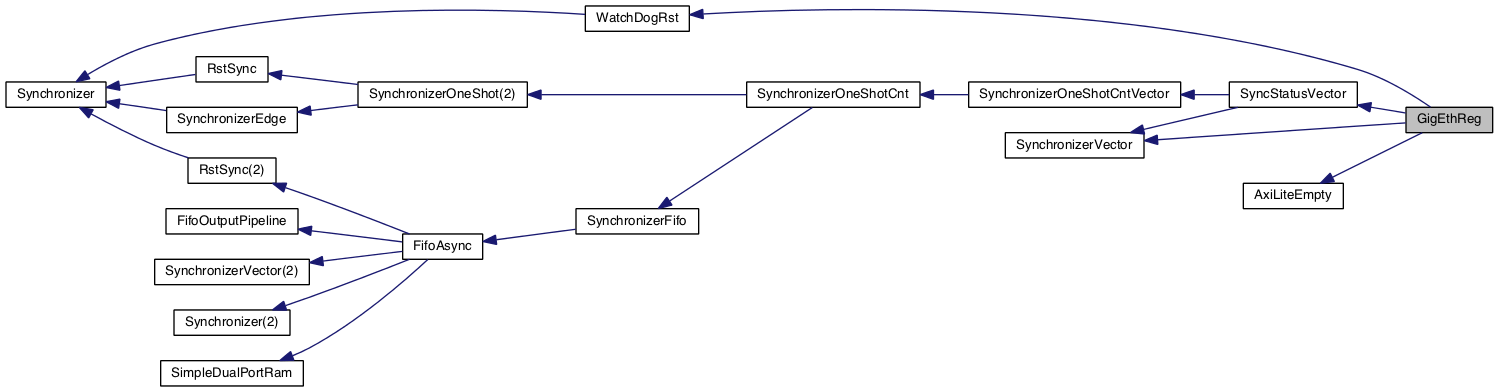 WatchDogRst
RstSync
Synchronizer
SynchronizerOneShot(2)
SynchronizerOneShotCnt
SynchronizerOneShotCntVector
SyncStatusVector
SynchronizerEdge
GigEthReg
SynchronizerVector
RstSync(2)
AxiLiteEmpty
FifoOutputPipeline
SynchronizerFifo
FifoAsync
SynchronizerVector(2)
Synchronizer(2)
SimpleDualPortRam